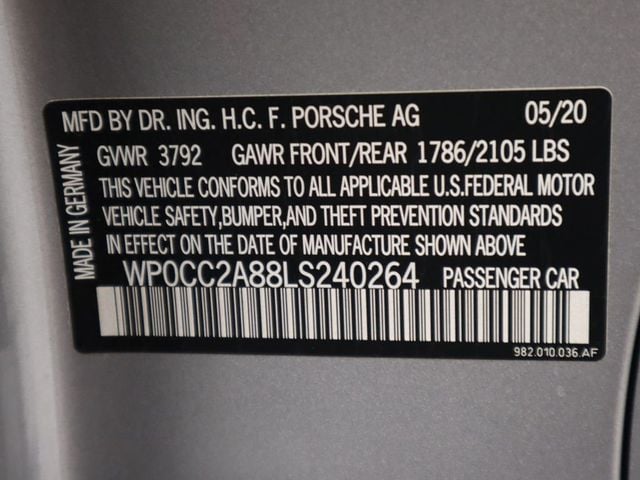 MFD BY DR. ING. H.C. F. PORSCHE AG 05/20
GVWR 3792 GAWR FRONT/REAR 1786/2105 LBS
THIS VEHICLE CONFORMS TO ALL APPLICABLE U.S.FEDERAL MOTOR
VEHICLE SAFETY,BUMPER,AND THEFT PREVENTION STANDARDS
IN EFFECT ON THE DATE OF MANUFACTURE SHOWN ABOVE
WP0CC2A88LS240264 PASSENGER CAR
982.010.036.AF
MADE IN GERMANY